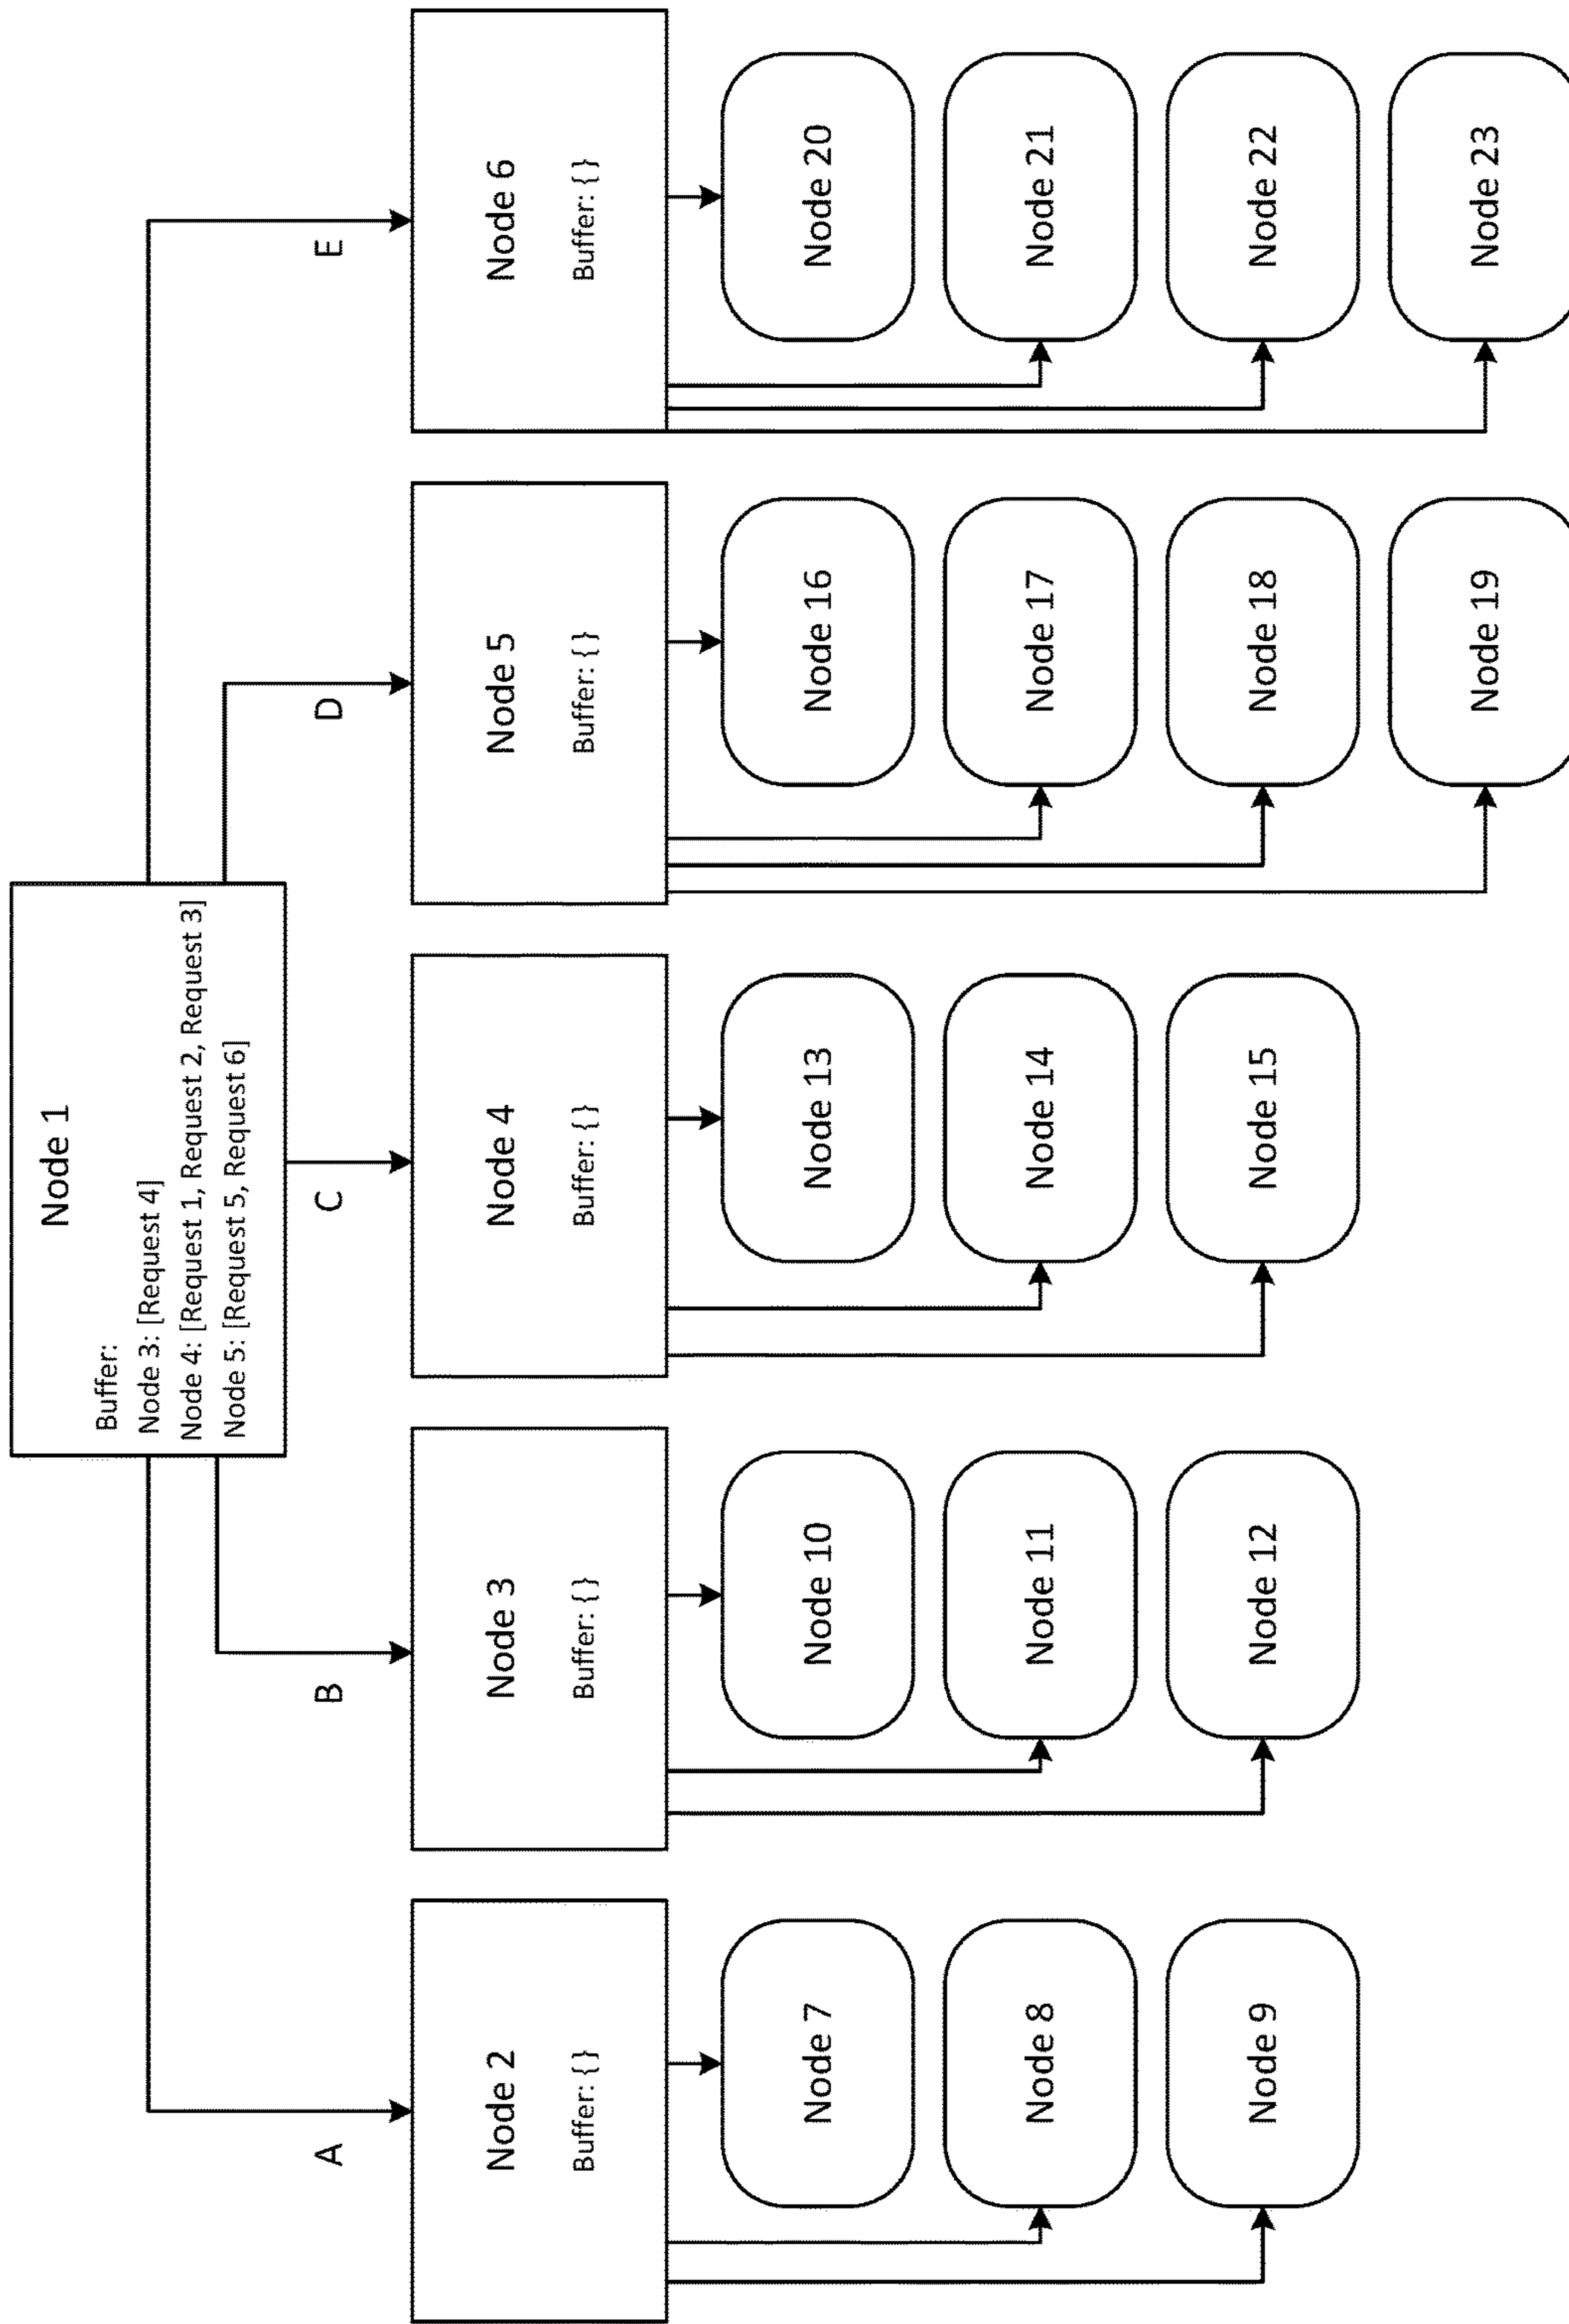 Node 1
Buffer:
Node 3: [Request 4]
Node 4: [Request 1, Request 2, Request 3]
Node 5: [Request 5, Request 6]
A
B
C
D
E
Node 2
Buffer: { }
Node 3
Buffer: { }
Node 4
Buffer: { }
Node 5
Buffer: { }
Node 6
Buffer: { }
Node 7
Node 8
Node 9
Node 10
Node 11
Node 12
Node 13
Node 14
Node 15
Node 16
Node 17
Node 18
Node 19
Node 20
Node 21
Node 22
Node 23